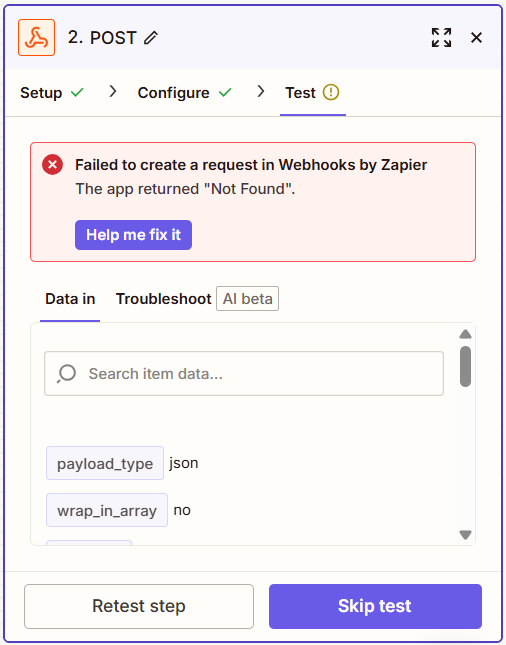 2. POST
Setup
Configure
Test
Failed to create a request in Webhooks by Zapier
The app returned "Not Found".
Help me fix it
Data in
Troubleshoot AI beta
Search item data...
payload_type json
wrap_in_array no
Retest step
Skip test